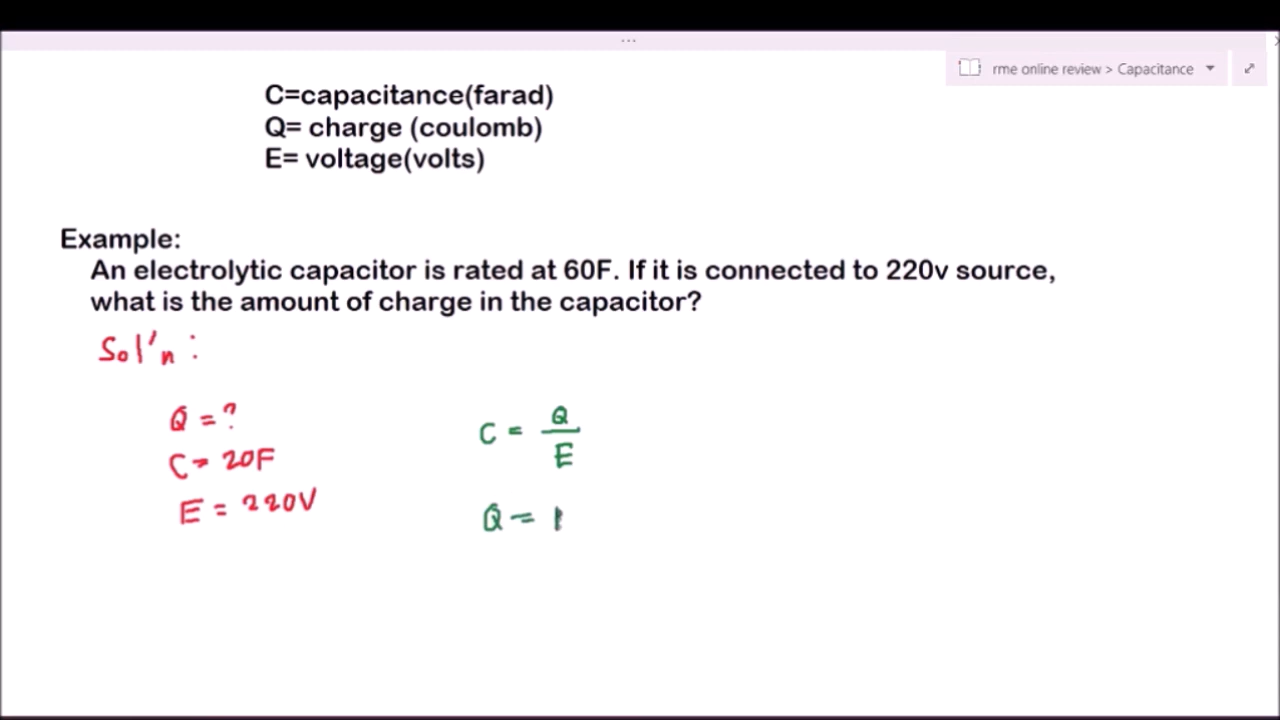 ...
rme online review > Capacitance
C=capacitance(farad)
Q= charge (coulomb)
E= voltage(volts)
Example:
An electrolytic capacitor is rated at 60F. If it is connected to 220v source,
what is the amount of charge in the capacitor?
Sol'n :
Q = ?
C = 20F
E = 220V
C = Q
E
Q =